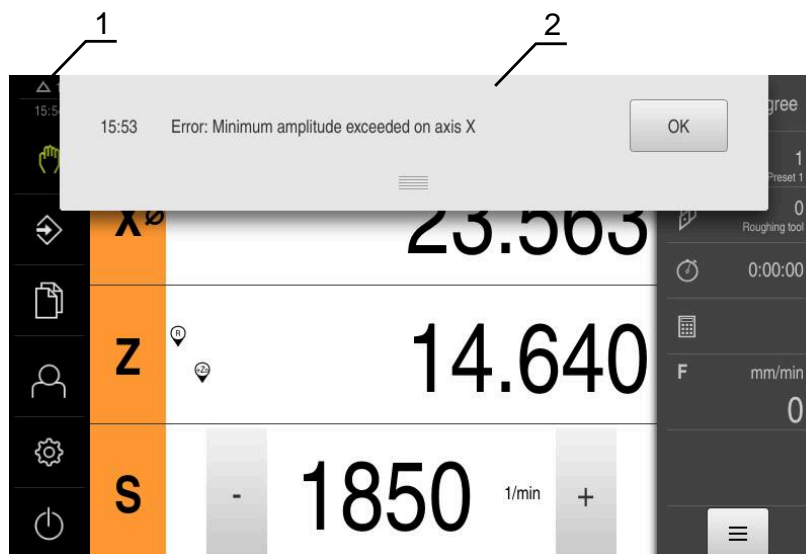 1
2
15:53 Error: Minimum amplitude exceeded on axis X OK
1
Preset 1
X 23.563
0
Roughing tool
0:00:00
Z R 14.640
F mm/min
0
S - 1850 1/min +